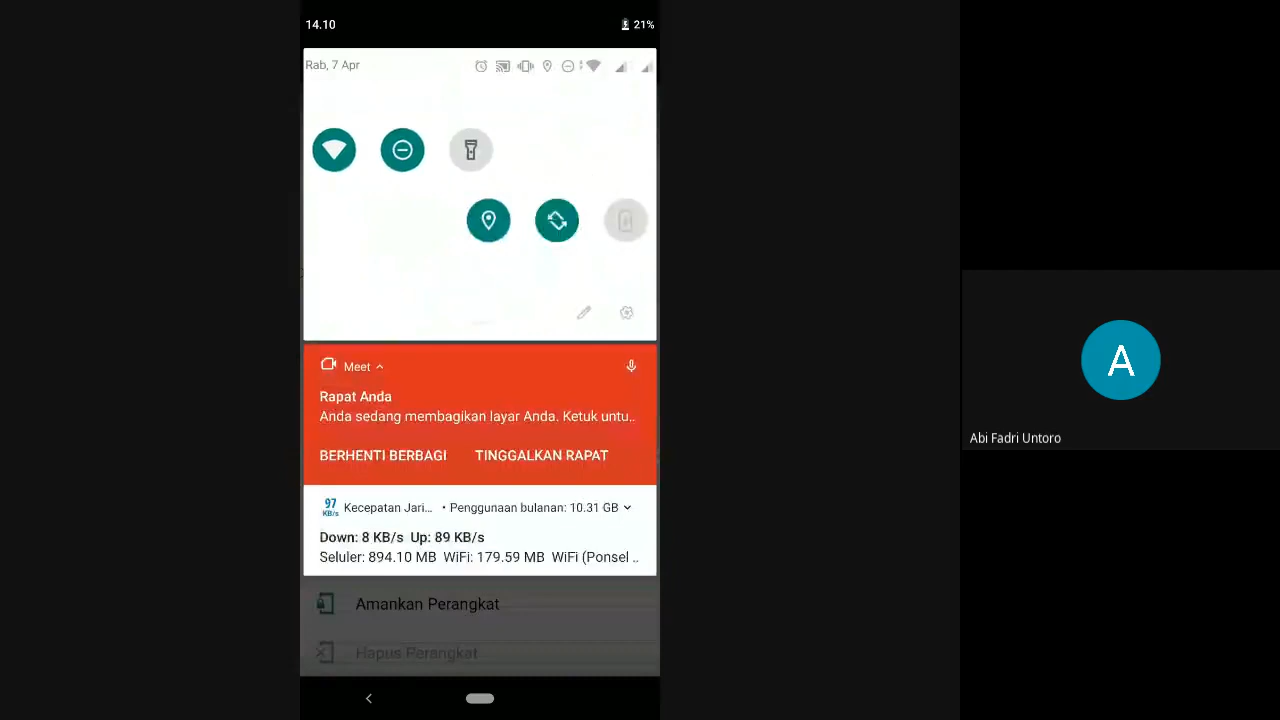 14.10
21%
Rab, 7 Apr
Meet
Rapat Anda
Anda sedang membagikan layar Anda. Ketuk untu..
BERHENTI BERBAGI TINGGALKAN RAPAT
97 KB/s Kecepatan Jari... • Penggunaan bulanan: 10.31 GB
Down: 8 KB/s Up: 89 KB/s
Seluler: 894.10 MB WiFi: 179.59 MB WiFi (Ponsel ..
Amankan Perangkat
Hapus Perangkat
A
Abi Fadri Untoro